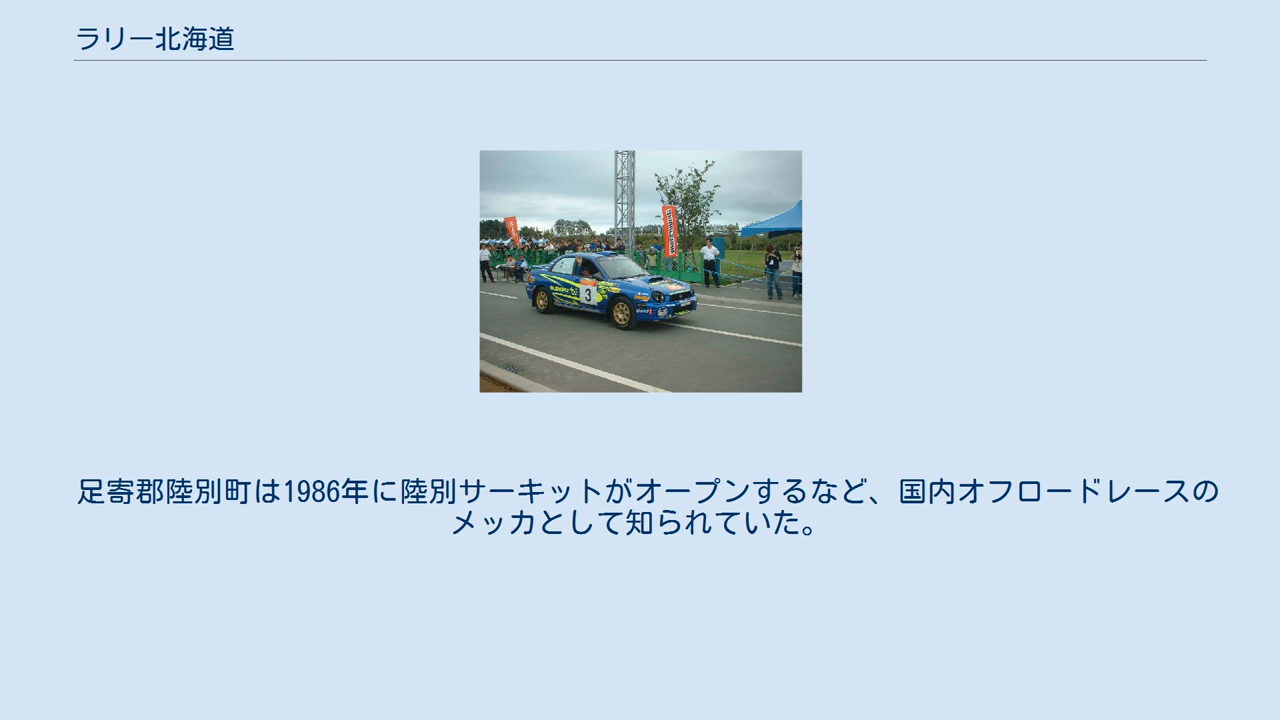 ラリー北海道
SUBARU
3
足寄郡陸別町は1986年に陸別サーキットがオープンするなど、国内オフロードレースの
メッカとして知られていた。